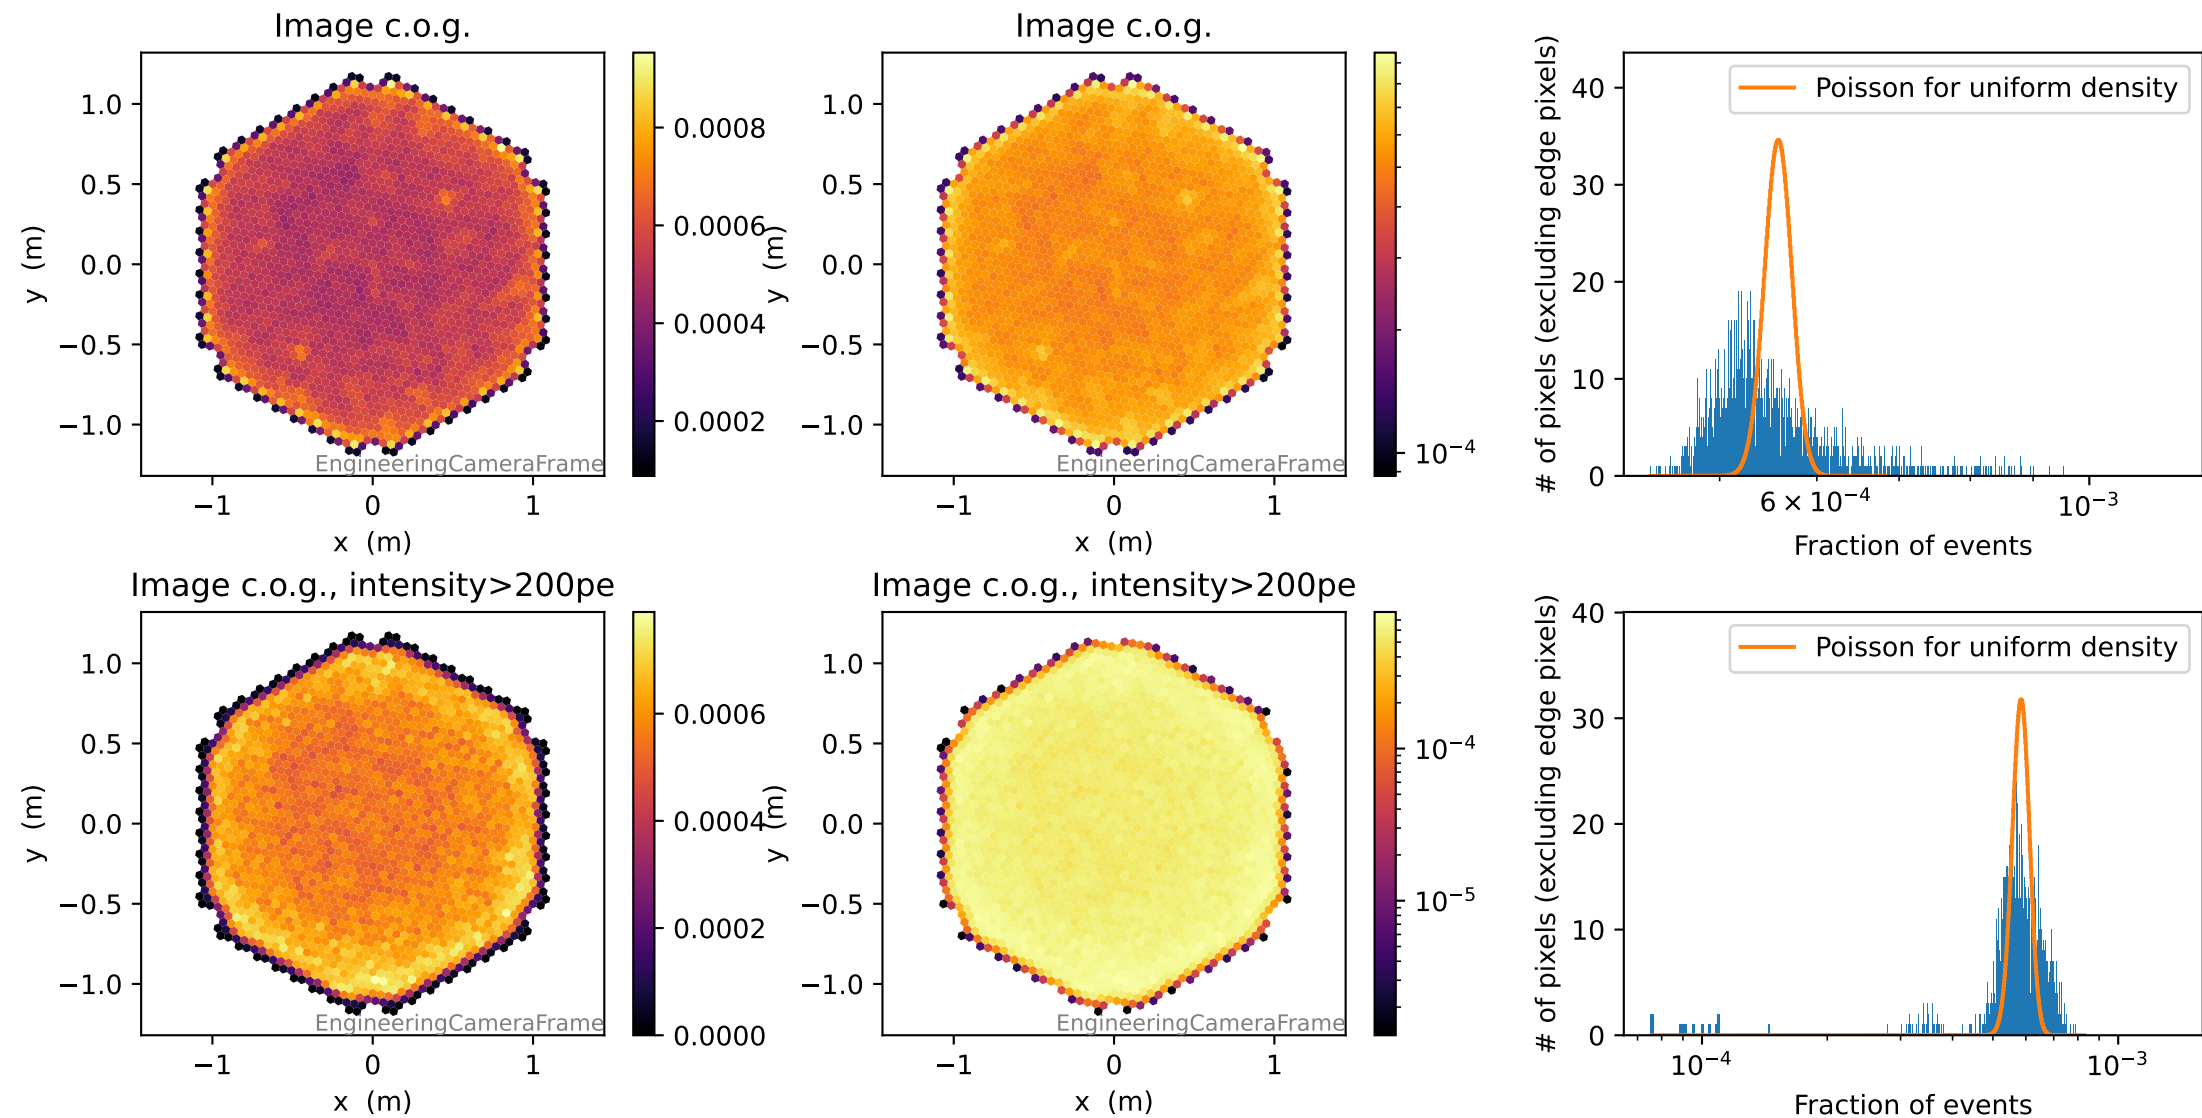 Image c.o.g.
1.0
0.5
0.0
−0.5
−1.0
y (m)
−1
0
1
x (m)
EngineeringCameraFrame
0.0008
0.0006
0.0004
0.0002
Image c.o.g.
1.0
0.5
0.0
−0.5
−1.0
y (m)
−1
0
1
x (m)
EngineeringCameraFrame
10⁻⁴
# of pixels (excluding edge pixels)
40
30
20
10
0
Poisson for uniform density
6 × 10⁻⁴
10⁻³
Fraction of events
Image c.o.g., intensity>200pe
1.0
0.5
0.0
−0.5
−1.0
y (m)
−1
0
1
x (m)
EngineeringCameraFrame
0.0006
0.0004
0.0002
0.0000
Image c.o.g., intensity>200pe
1.0
0.5
0.0
−0.5
−1.0
y (m)
−1
0
1
x (m)
EngineeringCameraFrame
10⁻⁴
10⁻⁵
# of pixels (excluding edge pixels)
40
30
20
10
0
Poisson for uniform density
10⁻⁴
10⁻³
Fraction of events